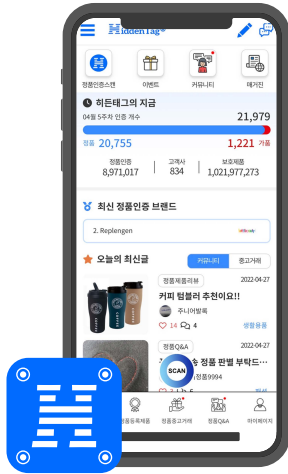 HiddenTag
정품인증스캔
이벤트
커뮤니티
매거진
히든태그의 지금
04월 5주차 인증 개수
21,979
정품 20,755
1,221 가품
정품인증
고객사
보호제품
8,971,017
834
1,021,977,273
최신 정품인증 브랜드
2. Replengen
오늘의 최신글
커뮤니티
중고거래
정품제품리뷰
2022-04-27
커피 텀블러 추천이요!!
주니어발록
14
4
생활용품
정품Q&A
2022-04-27
송 정품 판별 부탁드…
정품9994
SCAN
품등록제품
정품중고거래
정품Q&A
마이페이지